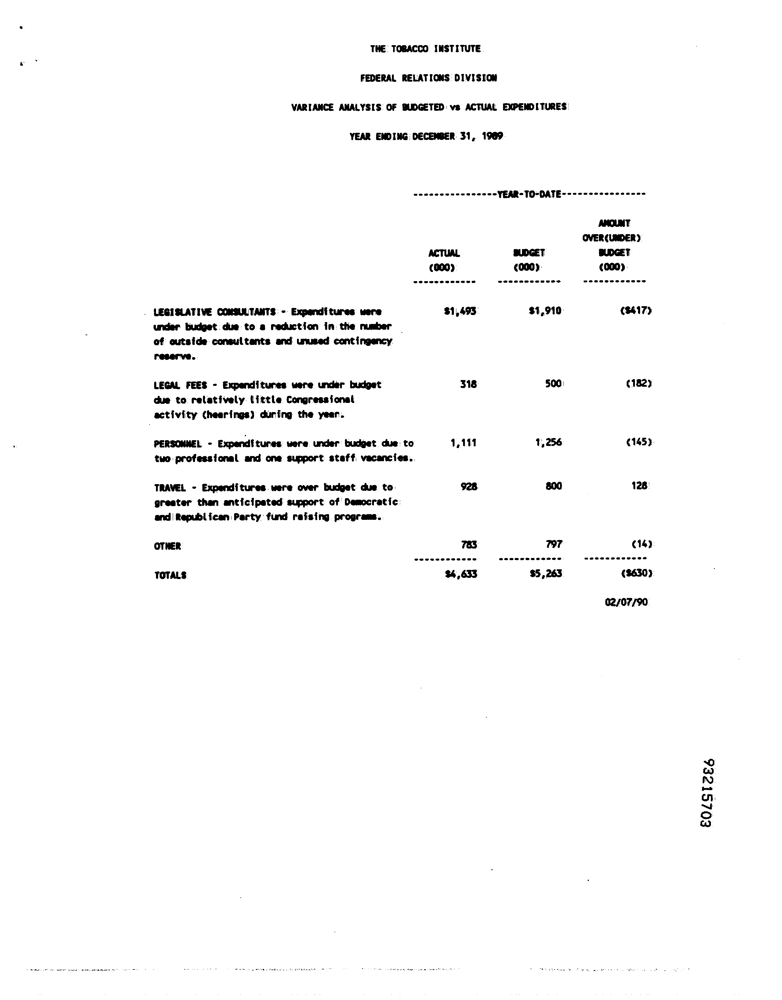 THE TOBACCO INSTITUTE
FEDERAL RELATIONS DIVISION
VARIANCE ANALYSIS OF BUDGETED vs ACTUAL EXPENDITURES
YEAR ENDING DECEMBER 31, 1989
----------------YEAR-TO-DATE----------------
AMOUNT
OVER(UNDER)
ACTUAL BUDGET BUDGET
(000) (000) (000)
------------ ------------ ------------
LEGISLATIVE CONSULTANTS - Expenditures were $1,493 $1,910 ($417)
under budget due to a reduction in the number
of outside consultants and unused contingency
reserve.
LEGAL FEES - Expenditures were under budget 318 500 (182)
due to relatively little Congressional
activity (hearings) during the year.
PERSONNEL - Expenditures were under budget due to 1,111 1,256 (145)
two professional and one support staff vacancies.
TRAVEL - Expenditures were over budget due to 928 800 128
greater than anticipated support of Democratic
and Republican Party fund raising programs.
OTHER 783 797 (14)
------------ ------------ ------------
TOTALS $4,633 $5,263 ($630)
02/07/90
93215703